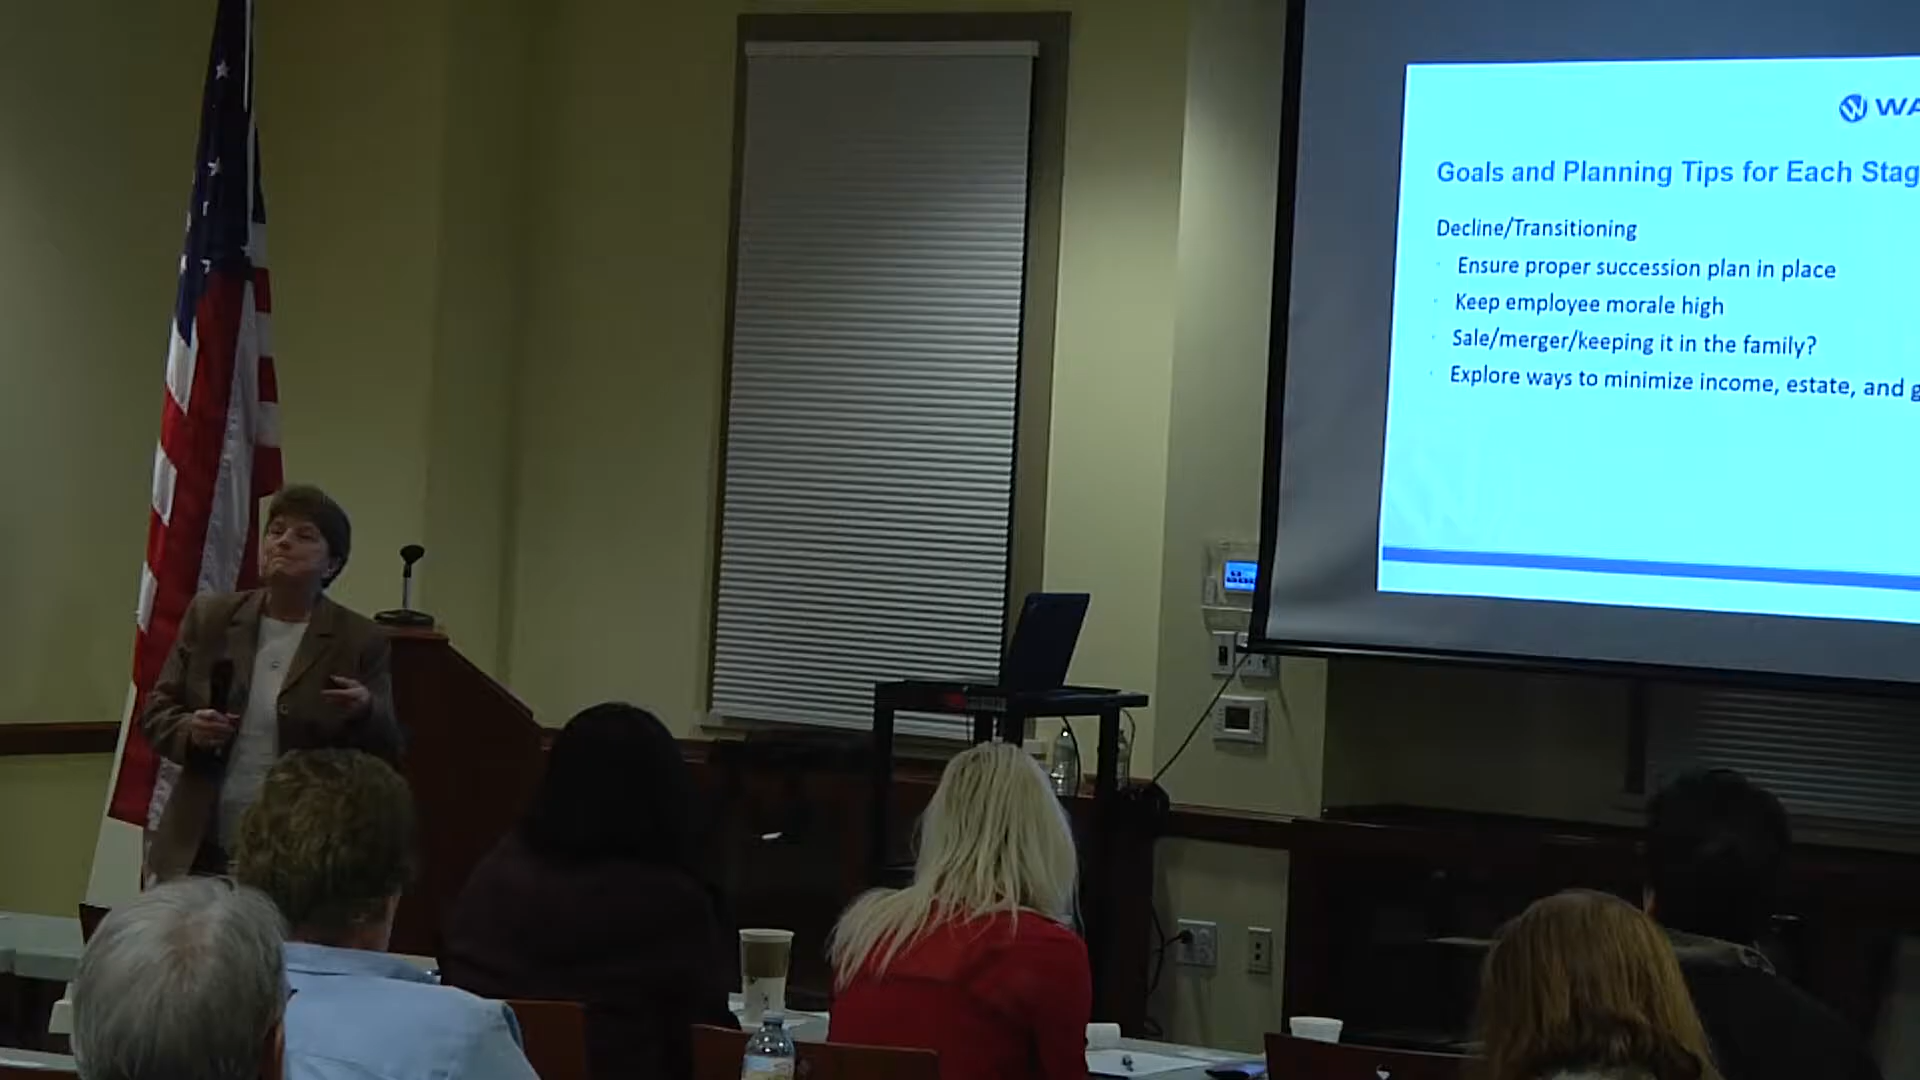 WA
Goals and Planning Tips for Each Stag
Decline/Transitioning
Ensure proper succession plan in place
Keep employee morale high
Sale/merger/keeping it in the family?
Explore ways to minimize income, estate, and g